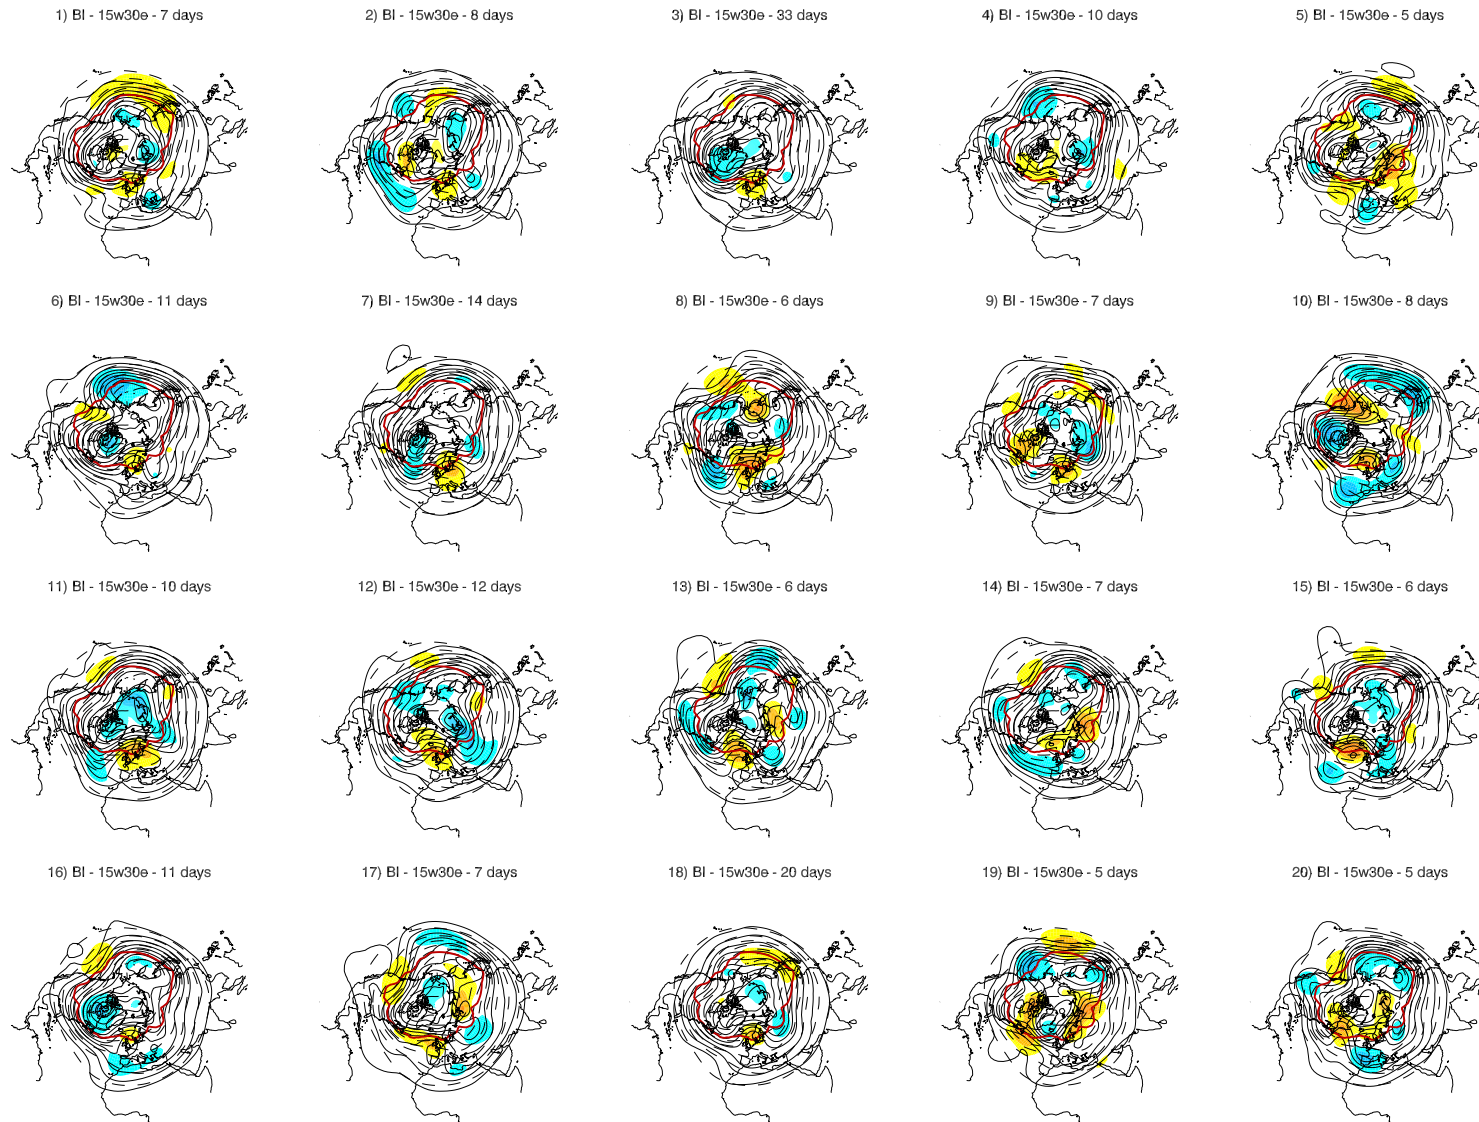 1) BI - 15w30e - 7 days
2) BI - 15w30e - 8 days
3) BI - 15w30e - 33 days
4) BI - 15w30e - 10 days
5) BI - 15w30e - 5 days
6) BI - 15w30e - 11 days
7) BI - 15w30e - 14 days
8) BI - 15w30e - 6 days
9) BI - 15w30e - 7 days
10) BI - 15w30e - 8 days
11) BI - 15w30e - 10 days
12) BI - 15w30e - 12 days
13) BI - 15w30e - 6 days
14) BI - 15w30e - 7 days
15) BI - 15w30e - 6 days
16) BI - 15w30e - 11 days
17) BI - 15w30e - 7 days
18) BI - 15w30e - 20 days
19) BI - 15w30e - 5 days
20) BI - 15w30e - 5 days